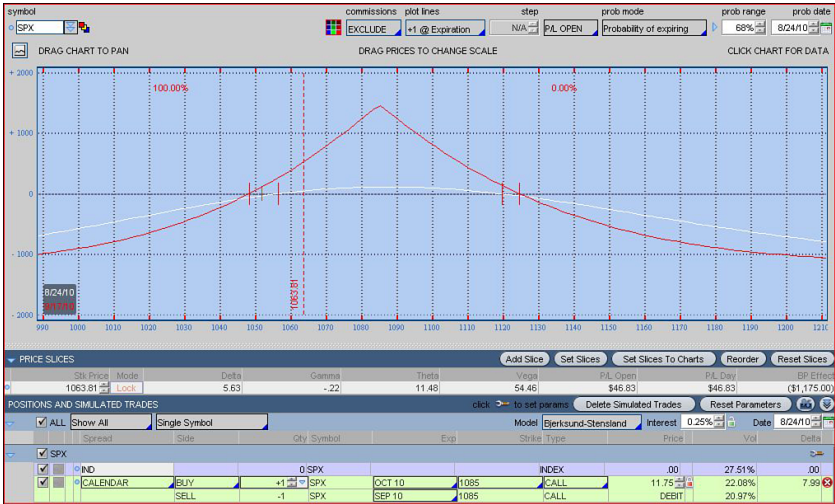 symbol commissions plot lines step prob mode prob range prob date
SPX EXCLUDE +1 @ Expiration N/A P/L OPEN Probability of expiring 68% 8/24/10
DRAG CHART TO PAN DRAG PRICES TO CHANGE SCALE CLICK CHART FOR DATA
+ 2000
100.00% 0.00%
+ 1000
0
- 1000
1063.81
8/24/10
9/17/10
- 2000
990 1000 1010 1020 1030 1040 1050 1060 1070 1080 1090 1100 1110 1120 1130 1140 1150 1160 1170 1180 1190 1200 1210
PRICE SLICES Add Slice Set Slices Set Slices To Charts Reorder Reset Slices
Stk Price Mode Delta Gamma Theta Vega P/L Open P/L Day BP Effect
1063.81 Lock 5.63 -.22 11.48 54.46 $46.83 $46.83 ($1,175.00)
POSITIONS AND SIMULATED TRADES click to set params Delete Simulated Trades Reset Parameters
ALL Show All Single Symbol Model Bjerksund-Stensland Interest 0.25% Date 8/24/10
Spread Side Qty Symbol Exp Strike Type Price Vol Delta
SPX
IND 0 SPX INDEX .00 27.51% .00
CALENDAR BUY +1 SPX OCT 10 1085 CALL 11.75 22.08% 7.99
SELL -1 SPX SEP 10 1085 CALL DEBIT 20.97%